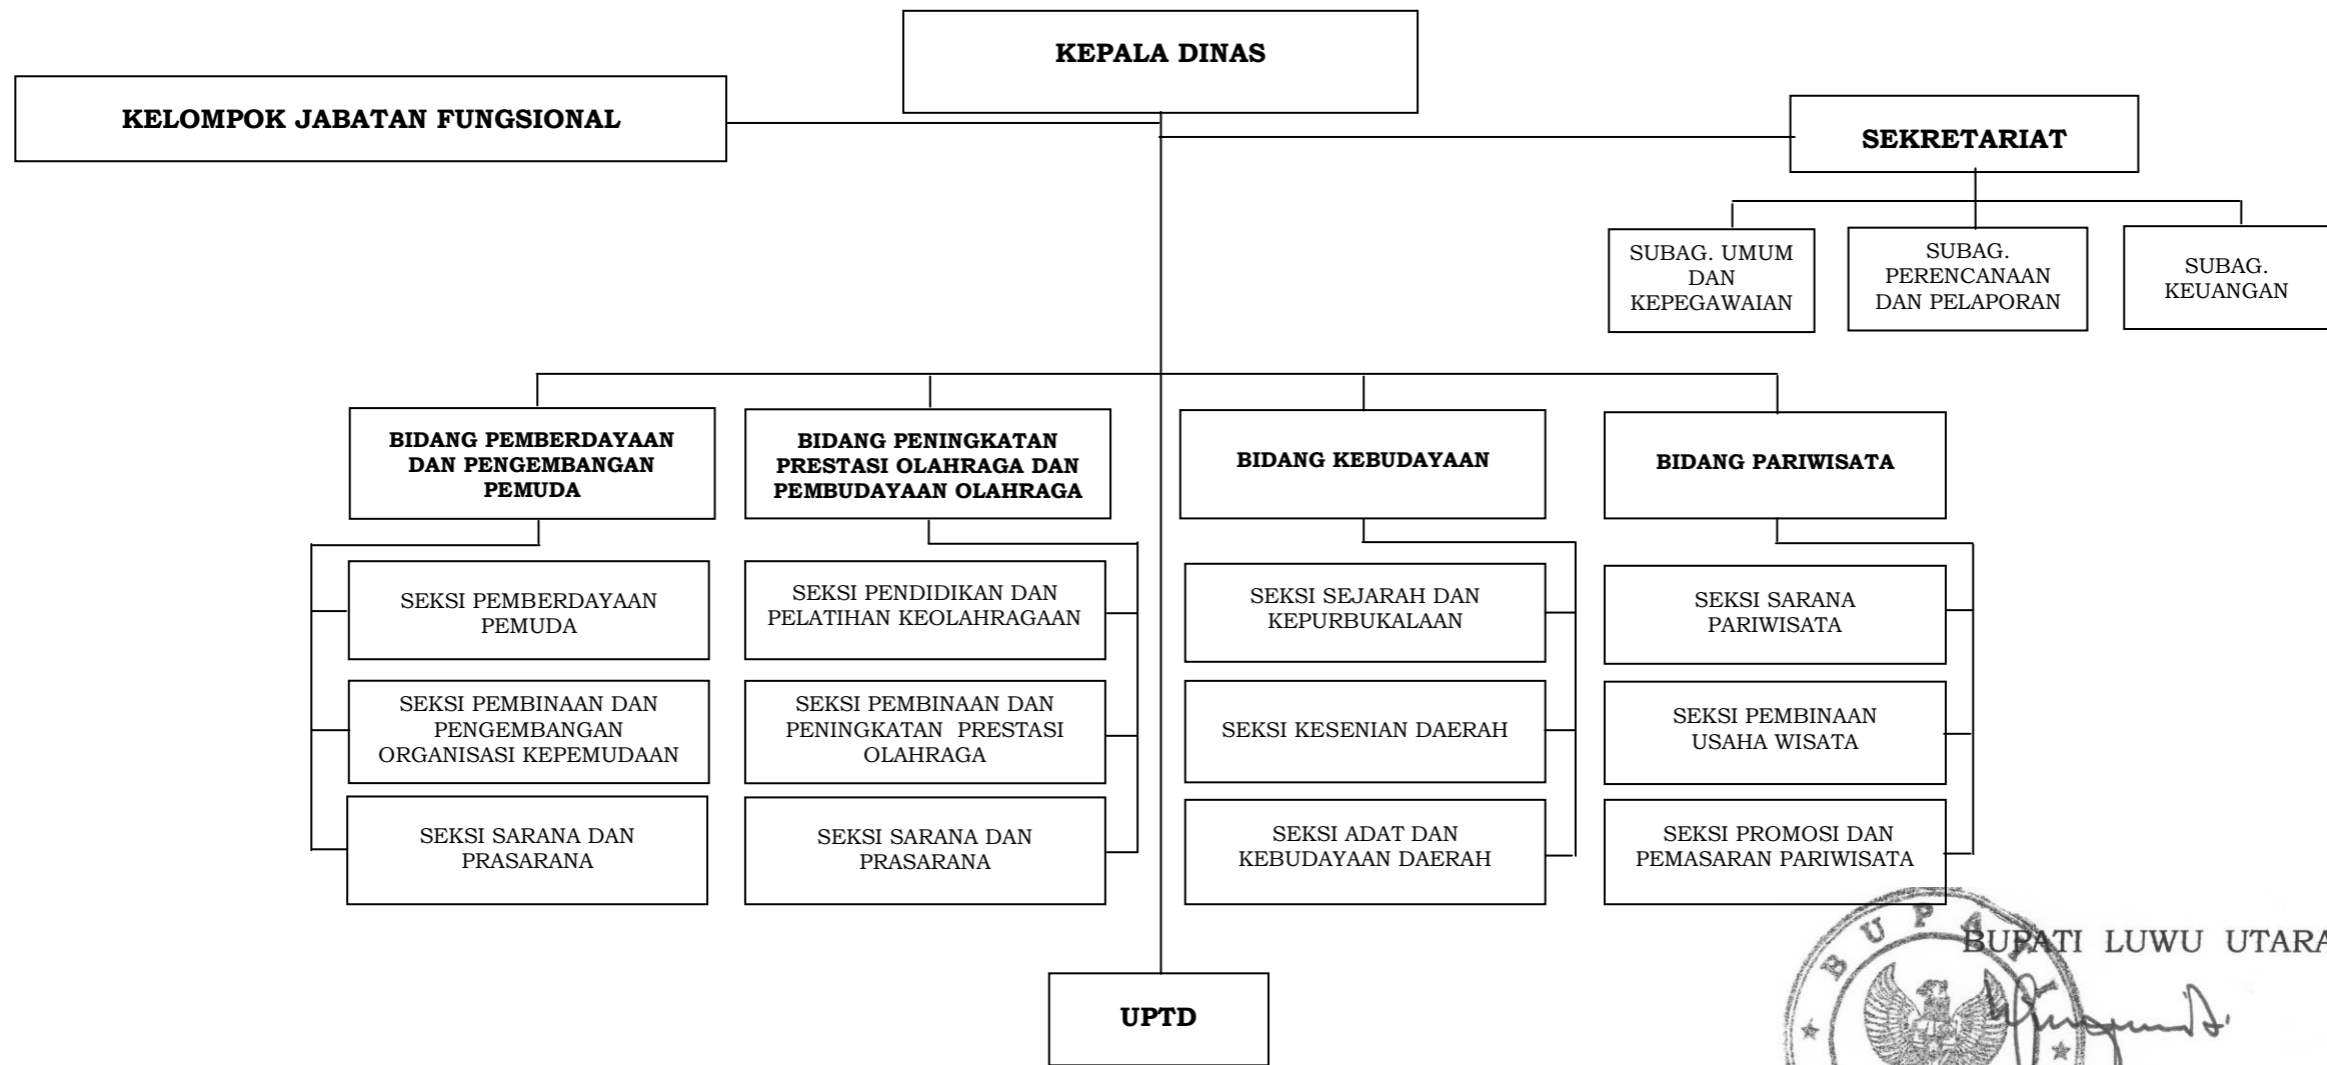 KEPALA DINAS
KELOMPOK JABATAN FUNGSIONAL
SEKRETARIAT
SUBAG. UMUM
DAN
KEPEGAWAIAN
SUBAG.
PERENCANAAN
DAN PELAPORAN
SUBAG.
KEUANGAN
BIDANG PEMBERDAYAAN
DAN PENGEMBANGAN
PEMUDA
BIDANG PENINGKATAN
PRESTASI OLAHRAGA DAN
PEMBUDAYAAN OLAHRAGA
BIDANG KEBUDAYAAN
BIDANG PARIWISATA
SEKSI PEMBERDAYAAN
PEMUDA
SEKSI PENDIDIKAN DAN
PELATIHAN KEOLAHRAGAAN
SEKSI SEJARAH DAN
KEPURBUKALAAN
SEKSI SARANA
PARIWISATA
SEKSI PEMBINAAN DAN
PENGEMBANGAN
ORGANISASI KEPEMUDAAN
SEKSI PEMBINAAN DAN
PENINGKATAN PRESTASI
OLAHRAGA
SEKSI KESENIAN DAERAH
SEKSI PEMBINAAN
USAHA WISATA
SEKSI SARANA DAN
PRASARANA
SEKSI SARANA DAN
PRASARANA
SEKSI ADAT DAN
KEBUDAYAAN DAERAH
SEKSI PROMOSI DAN
PEMASARAN PARIWISATA
BUPATI LUWU UTARA
BUPATI
UPTD